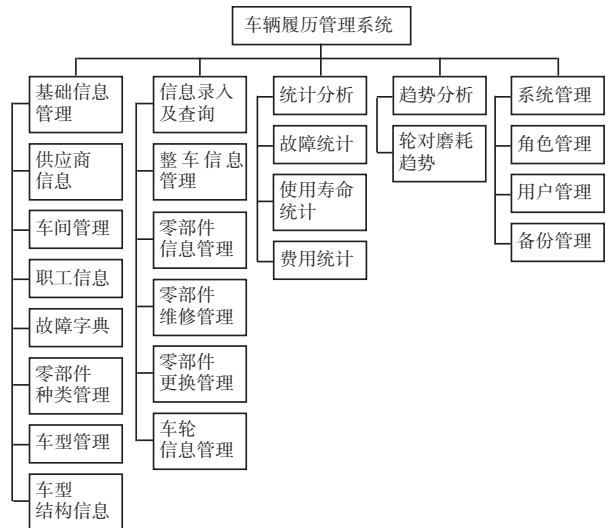 车辆履历管理系统
基础信息
管理
供应商
信息
车间管理
职工信息
故障字典
零部件
种类管理
车型管理
车型
结构信息
信息录入
及查询
整车信息
管理
零部件
信息管理
零部件
维修管理
零部件
更换管理
车轮
信息管理
统计分析
故障统计
使用寿命
统计
费用统计
趋势分析
轮对磨耗
趋势
系统管理
角色管理
用户管理
备份管理